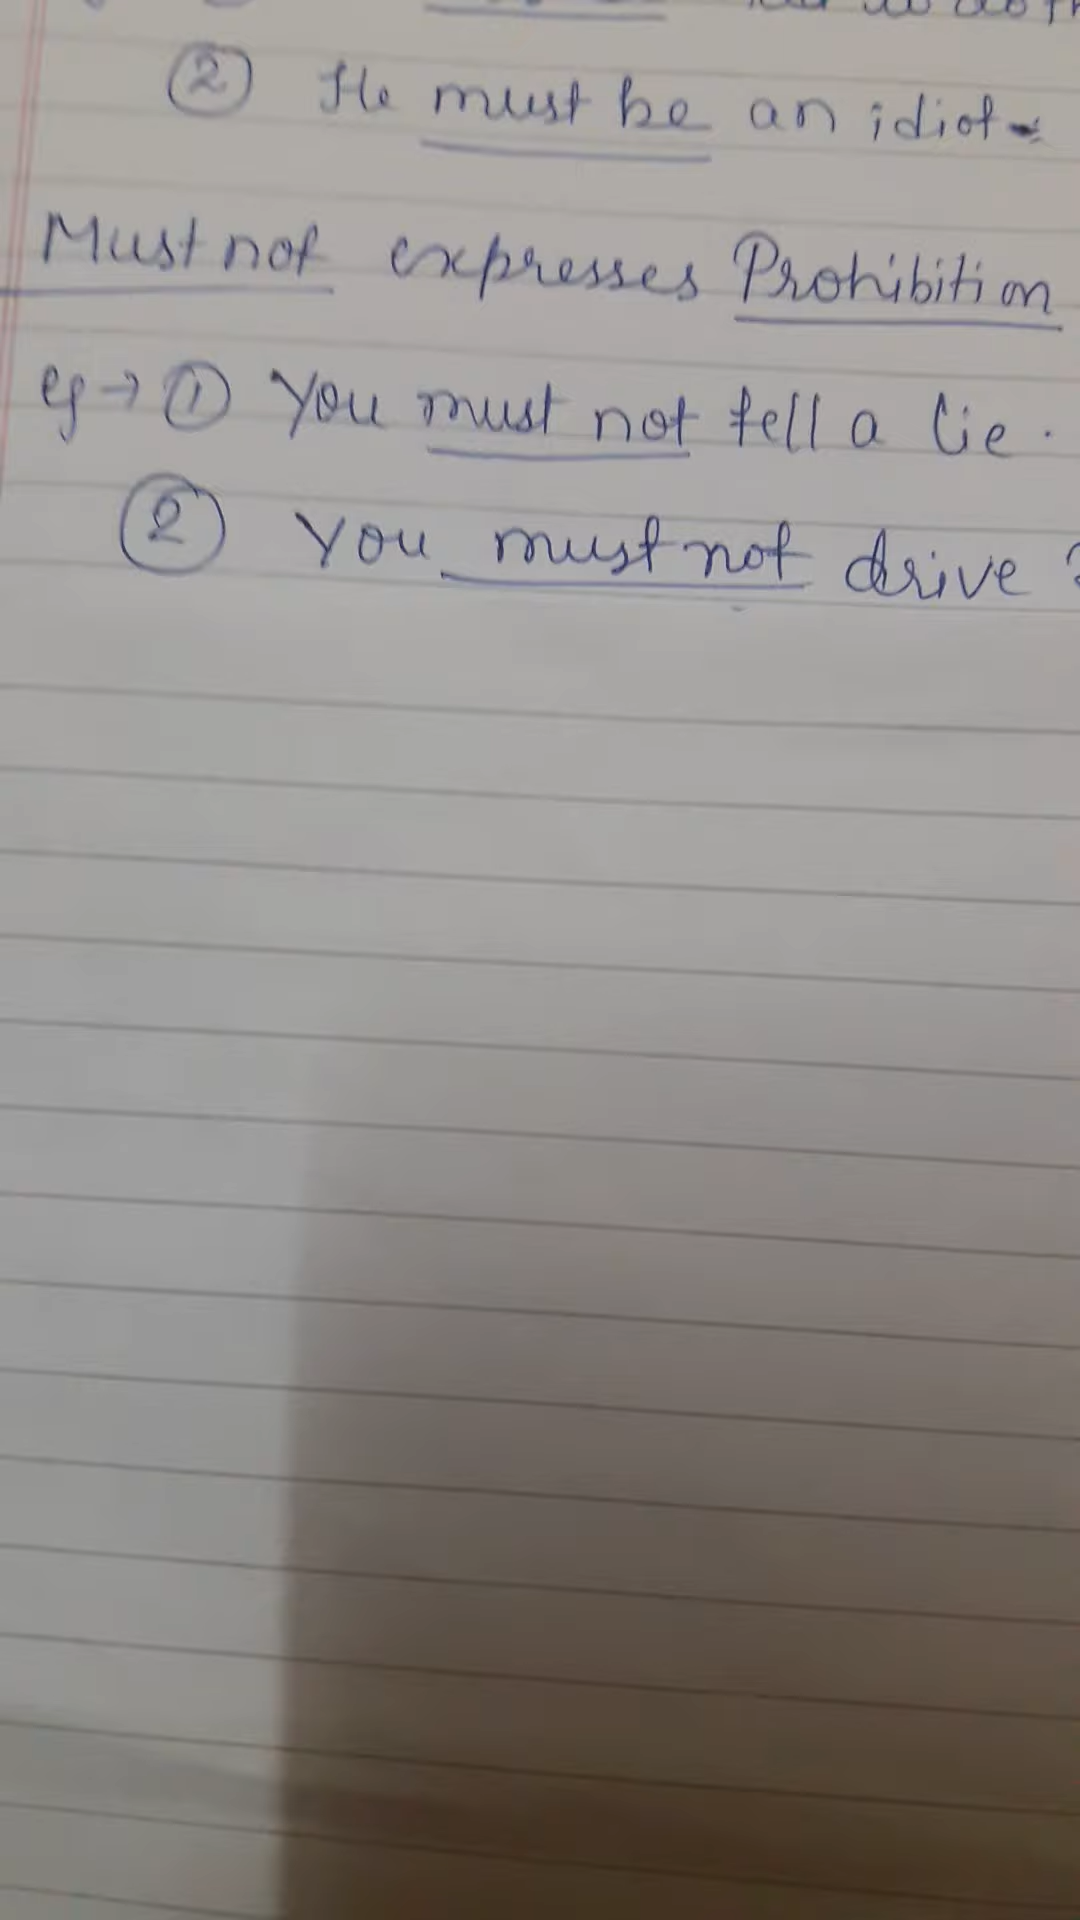 ② He must be an idiot
Must not expresses Prohibition
eg → ① You must not tell a lie.
② You must not drive